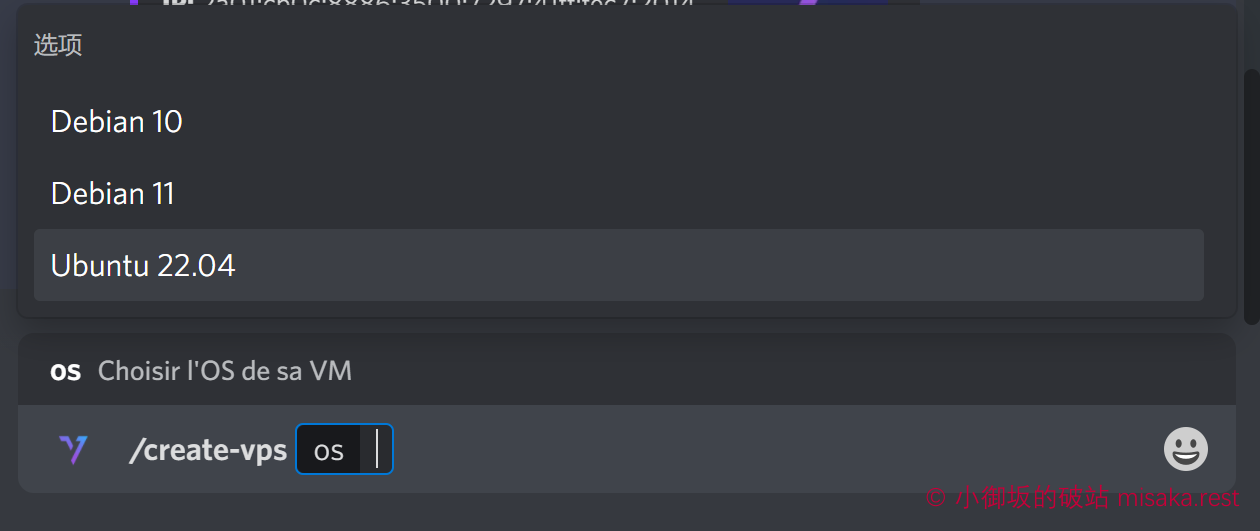 选项
Debian 10
Debian 11
Ubuntu 22.04
os Choisir l'OS de sa VM
/create-vps os
© 小御坂的破站 misaka.rest